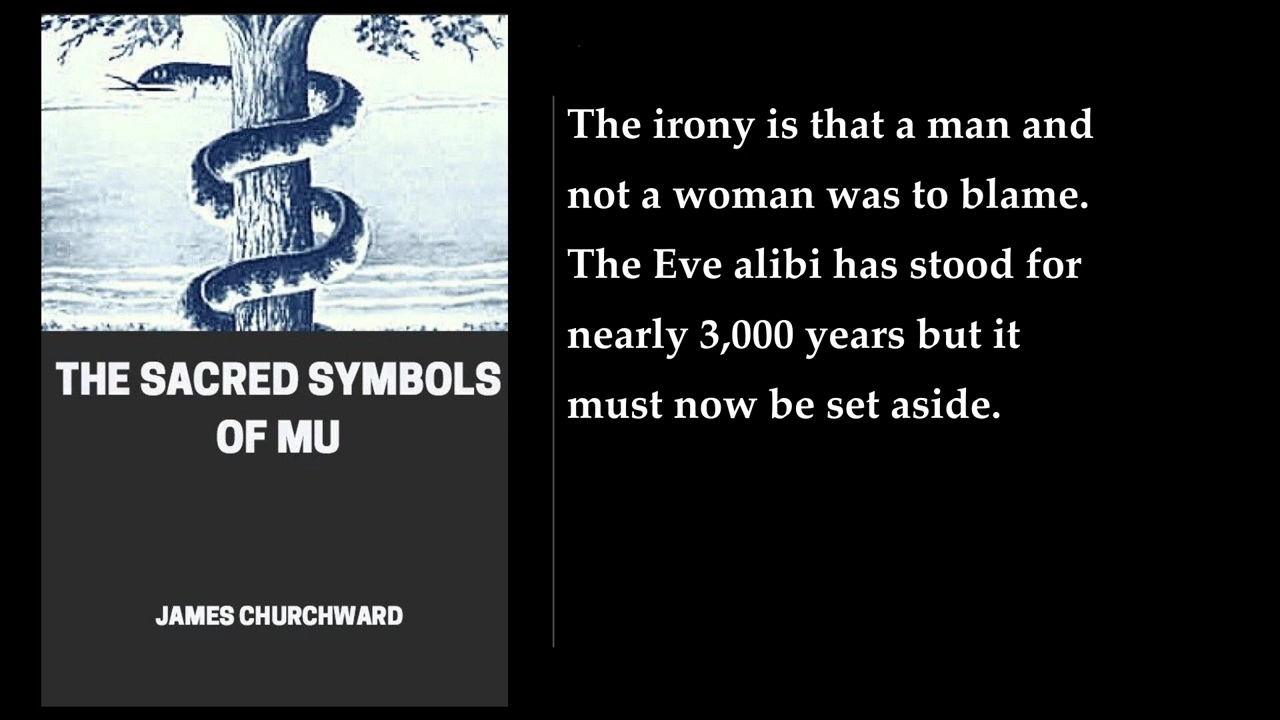 THE SACRED SYMBOLS
OF MU
JAMES CHURCHWARD
The irony is that a man and
not a woman was to blame.
The Eve alibi has stood for
nearly 3,000 years but it
must now be set aside.